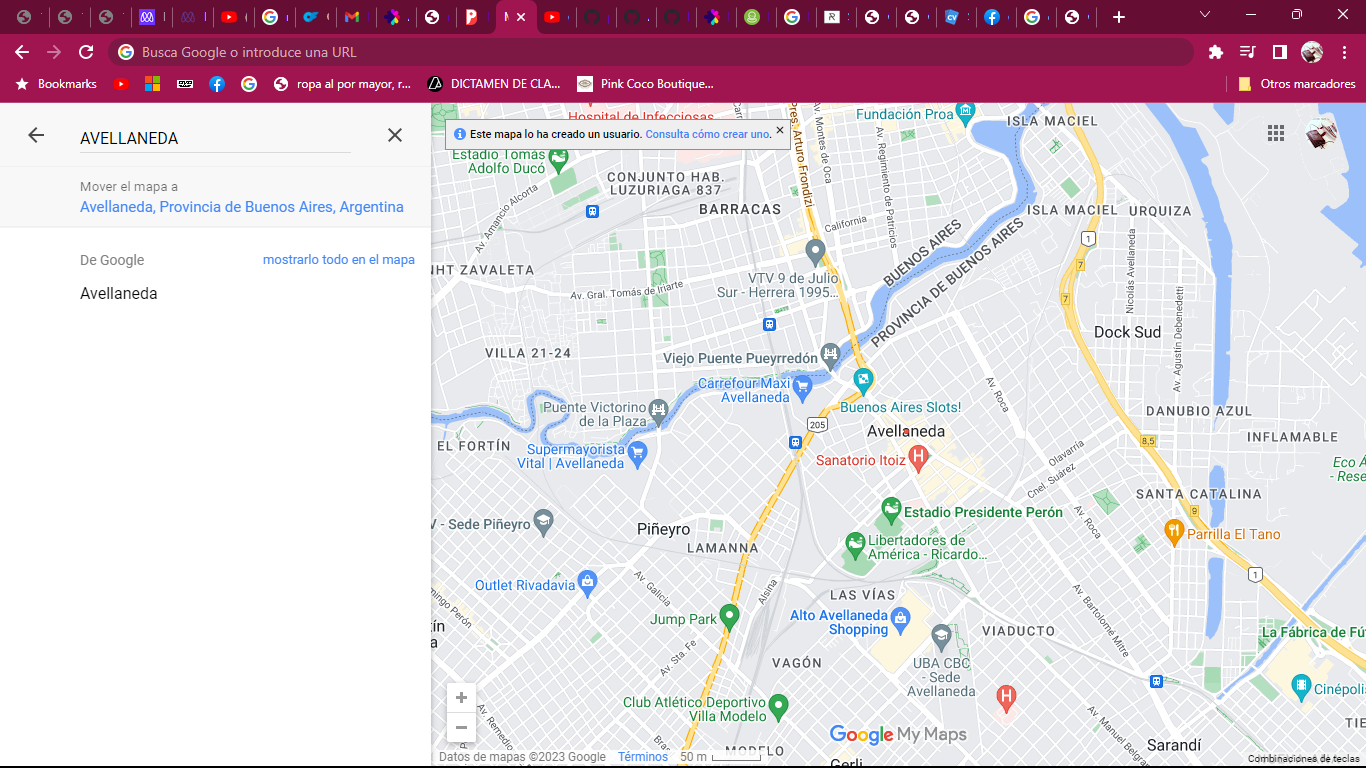 Busca Google o introduce una URL
Bookmarks
ropa al por mayor, r...
DICTAMEN DE CLA...
Pink Coco Boutique...
Otros marcadores
AVELLANEDA
Mover el mapa a
Avellaneda, Provincia de Buenos Aires, Argentina
De Google
mostrarlo todo en el mapa
Avellaneda
Este mapa lo ha creado un usuario. Consulta cómo crear uno.
Hospital de Infecciosas
Pres. Arturo Frondizi
Av. Montes de Oca
Fundación Proa
ISLA MACIEL
Estadio Tomás
Adolfo Ducó
CONJUNTO HAB.
LUZURIAGA 837
Av. Regimiento de Patricios
Av. Amancio Alcorta
BARRACAS
California
ISLA MACIEL
URQUIZA
1
BUENOS AIRES
PROVINCIA DE BUENOS AIRES
NHT ZAVALETA
Av. Gral. Tomás de Iriarte
VTV 9 de Julio
Sur - Herrera 1995...
7
7
Nicolás Avellaneda
Av. Agustín Debenedetti
Dock Sud
VILLA 21-24
Viejo Puente Pueyrredón
Carrefour Maxi
Avellaneda
Av. Roca
Puente Victorino
de la Plaza
Buenos Aires Slots!
205
DANUBIO AZUL
EL FORTÍN
Avellaneda
8,5
INFLAMABLE
Supermayorista
Vital | Avellaneda
Sanatorio Itoiz
Olavarría
Cnel. Suárez
Eco Á
- Rese
SANTA CATALINA
9
Estadio Presidente Perón
Av. Roca
V - Sede Piñeyro
Piñeyro
LAMANNA
Libertadores de
América - Ricardo...
Parrilla El Tano
1
Outlet Rivadavia
Av. Galicia
Alsina
LAS VÍAS
Av. Bartolomé Mitre
Jump Park
Alto Avellaneda
Shopping
VIADUCTO
La Fábrica de Fú
Av. Sta. Fe
VAGÓN
UBA CBC
- Sede
Avellaneda
Club Atlético Deportivo
Villa Modelo
Cinépoli
Av. Remedio
Av. Manuel Belgra
TIE
MODELO
Sarandí
Gerli
Google My Maps
Datos de mapas ©2023 Google
Términos
50 m
Combinaciones de teclas